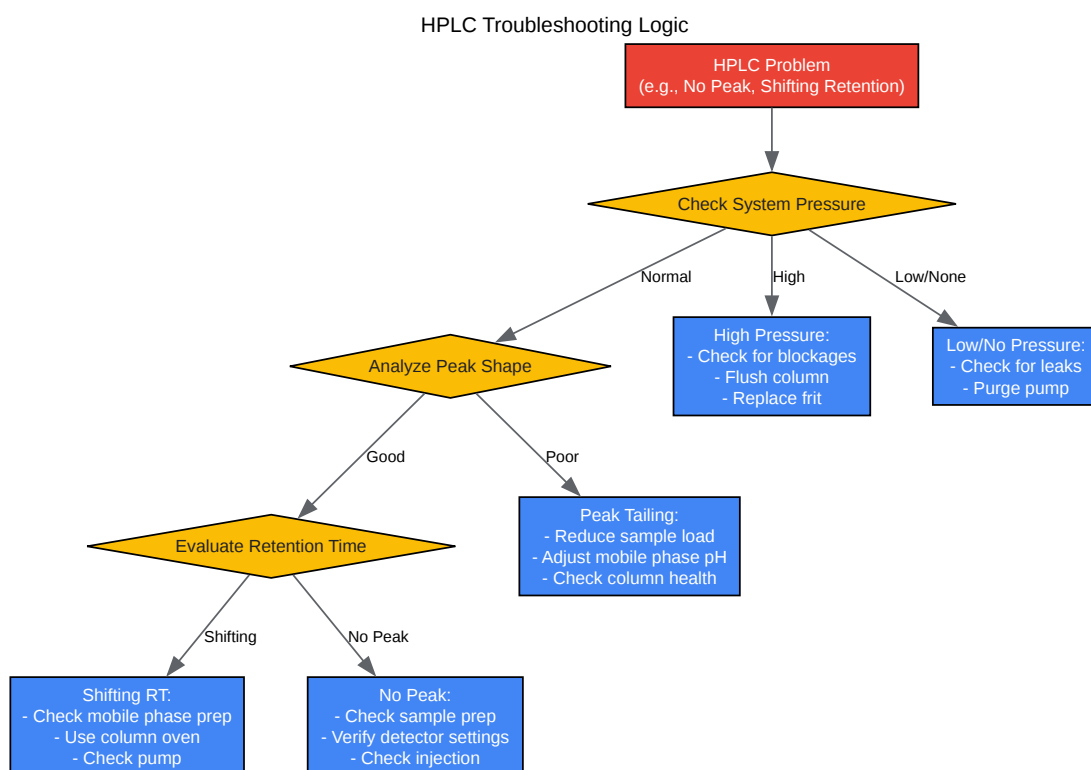 HPLC Troubleshooting Logic
HPLC Problem
(e.g., No Peak, Shifting Retention)
Check System Pressure
Normal
High
Low/None
High Pressure:
- Check for blockages
- Flush column
- Replace frit
Low/No Pressure:
- Check for leaks
- Purge pump
Analyze Peak Shape
Good
Poor
Peak Tailing:
- Reduce sample load
- Adjust mobile phase pH
- Check column health
Evaluate Retention Time
Shifting
No Peak
Shifting RT:
- Check mobile phase prep
- Use column oven
- Check pump
No Peak:
- Check sample prep
- Verify detector settings
- Check injection